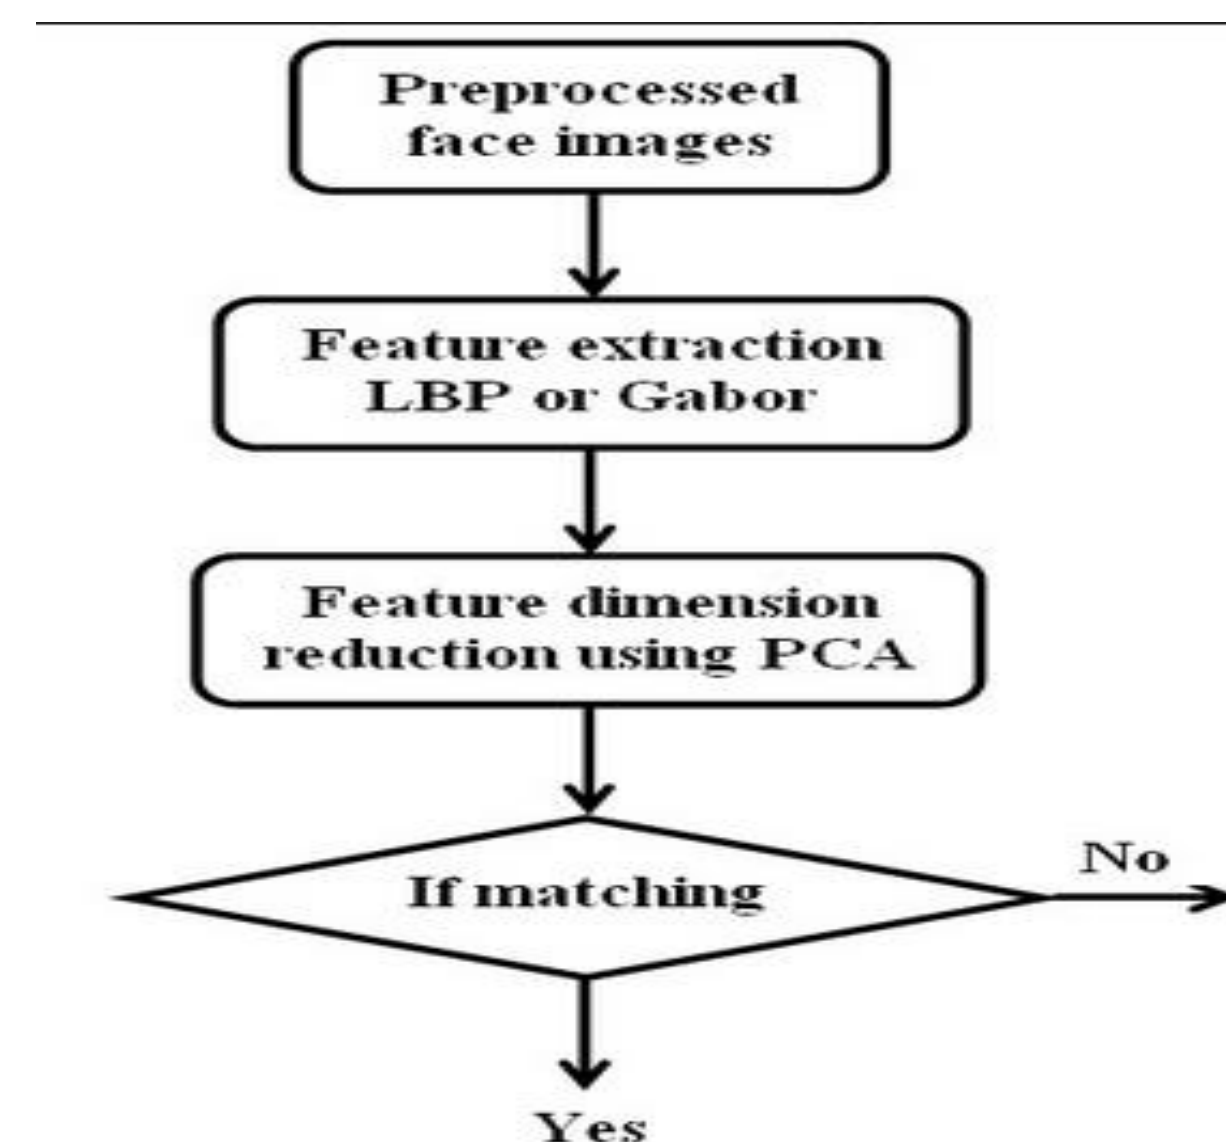 Preprocessed
face images
Feature extraction
LBP or Gabor
Feature dimension
reduction using PCA
If matching
No
Yes